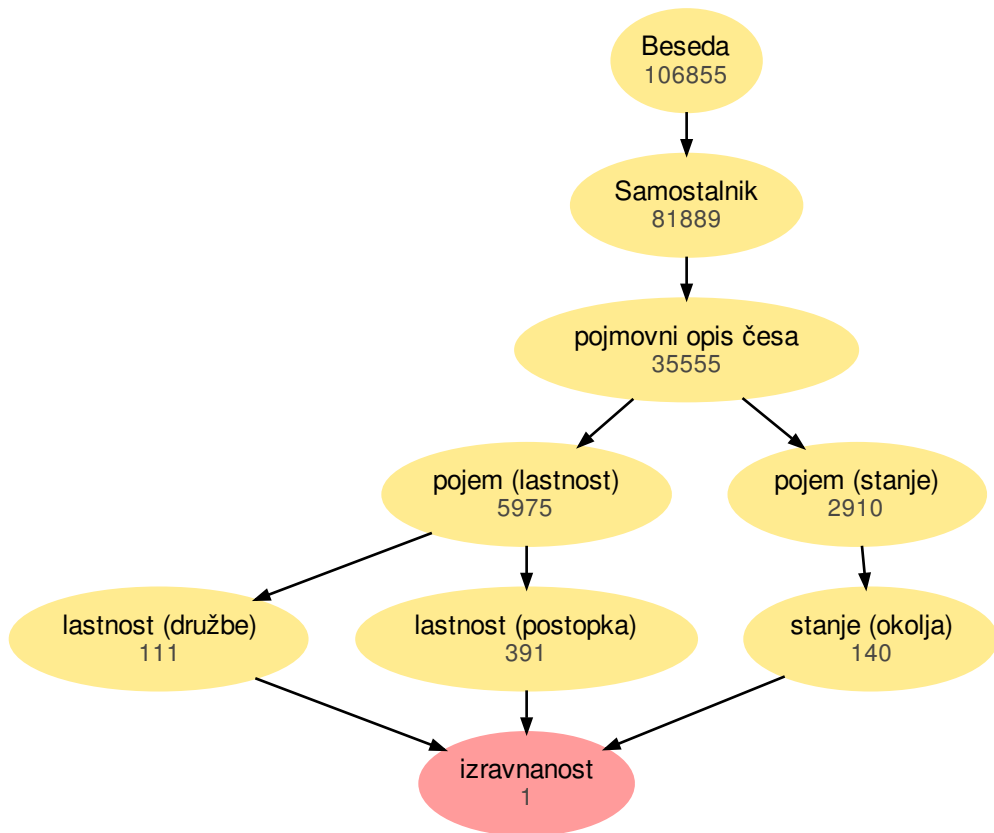 Beseda
106855
Samostalnik
81889
pojmovni opis česa
35555
pojem (lastnost)
5975
pojem (stanje)
2910
lastnost (družbe)
111
lastnost (postopka)
391
stanje (okolja)
140
izravnanost
1